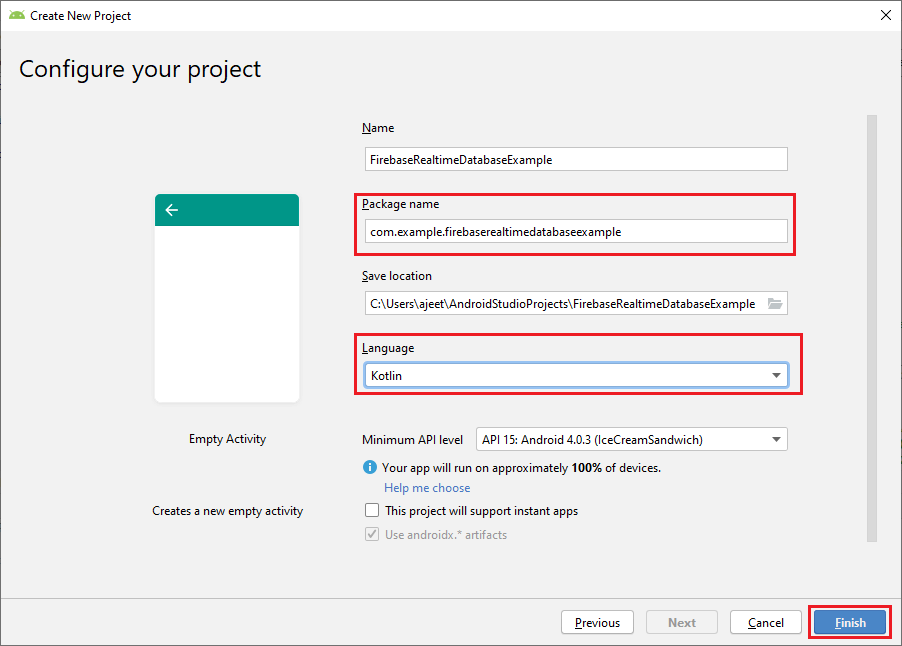 Create New Project
Configure your project
Name
FirebaseRealtimeDatabaseExample
Package name
com.example.firebaserealtimedatabaseexample
Save location
C:\Users\ajeet\AndroidStudioProjects\FirebaseRealtimeDatabaseExample
Language
Kotlin
Empty Activity
Minimum API level API 15: Android 4.0.3 (IceCreamSandwich)
Your app will run on approximately 100% of devices.
Help me choose
Creates a new empty activity
This project will support instant apps
Use androidx.* artifacts
Previous Next Cancel Finish